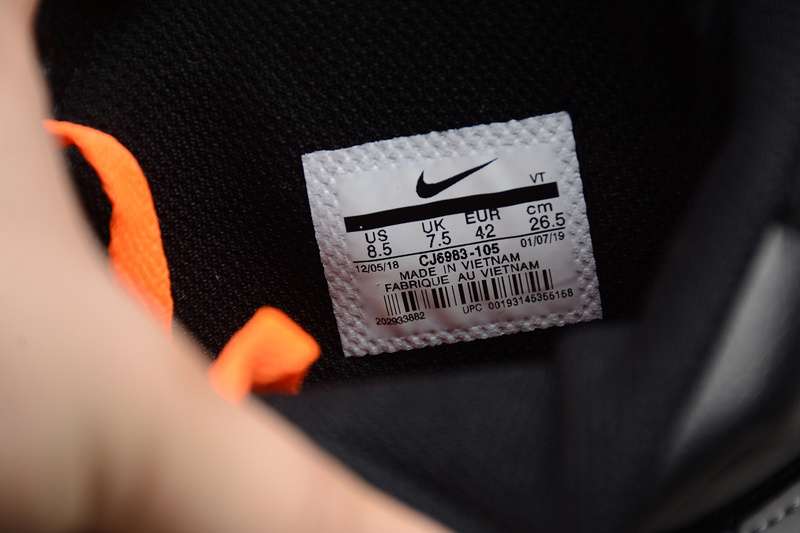 VT
US UK EUR cm
8.5 7.5 42 26.5
12/05/18 CJ6983-105 01/07/19
MADE IN VIETNAM
FABRIQUE AU VIETNAM
202933882 UPC 00193145355158